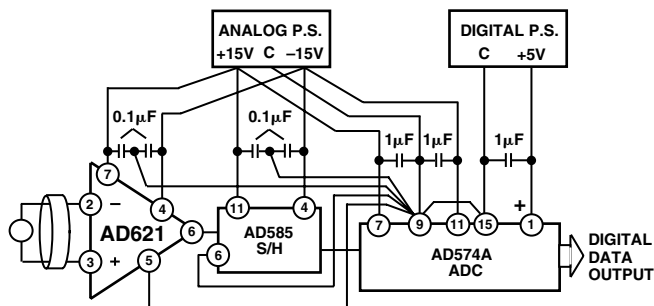 ANALOG P.S.
+15V C –15V
DIGITAL P.S.
C +5V
0.1µF
0.1µF
1µF
1µF
1µF
7
2
–
4
11
4
7
9
11
15
+
1
AD621
6
AD585
S/H
6
3
+
5
AD574A
ADC
DIGITAL
DATA
OUTPUT